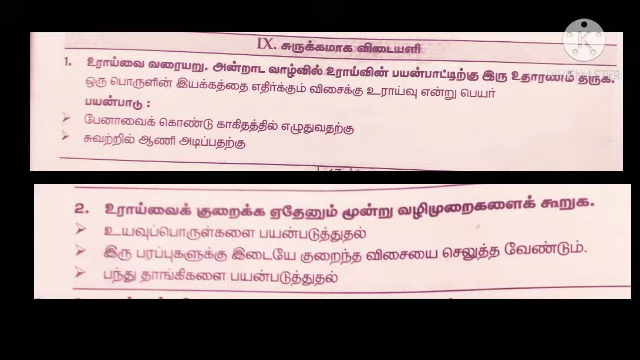 IX. சுருக்கமாக விடையளி
1. உராய்வை வரையறு. அன்றாட வாழ்வில் உராய்வின் பயன்பாட்டிற்கு இரு உதாரணம் தருக.
ஒரு பொருளின் இயக்கத்தை எதிர்க்கும் விசைக்கு உராய்வு என்று பெயர்
பயன்பாடு :
➤ பேனாவைக் கொண்டு காகிதத்தில் எழுதுவதற்கு
➤ சுவற்றில் ஆணி அடிப்பதற்கு
2. உராய்வைக் குறைக்க ஏதேனும் மூன்று வழிமுறைகளைக் கூறுக.
➤ உயவுப்பொருள்களை பயன்படுத்துதல்
➤ இரு பரப்புகளுக்கு இடையே குறைந்த விசையை செலுத்த வேண்டும்.
➤ பந்து தாங்கிகளை பயன்படுத்துதல்